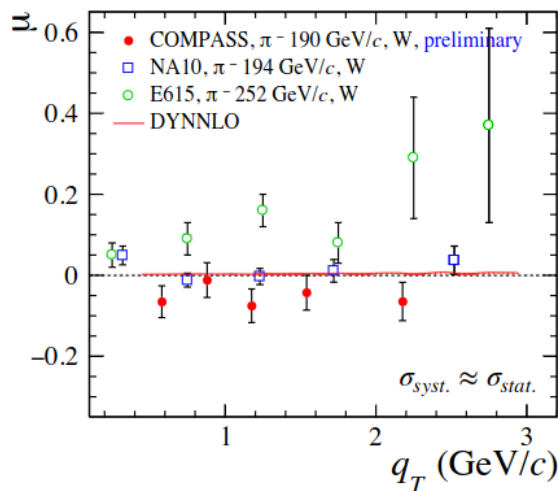 μ
0.6
0.4
0.2
0
−0.2
COMPASS, π⁻ 190 GeV/c, W, preliminary
NA10, π⁻ 194 GeV/c, W
E615, π⁻ 252 GeV/c, W
DYNNLO
σsyst. ≈ σstat.
1 2 3
qT (GeV/c)